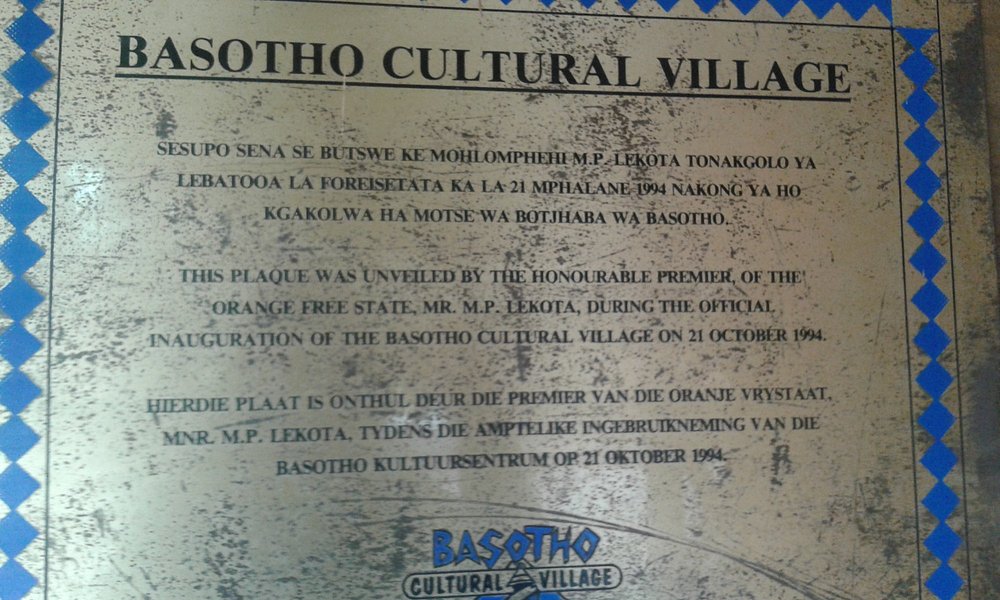 BASOTHO CULTURAL VILLAGE
SESUPO SENA SE BUTSWE KE MOHLOMPHEHI M.P. LEKOTA TONAKGOLO YA
LEBATOOA LA FOREISETATA KA LA 21 MPHALANE 1994 NAKONG YA HO
KGAKOLWA HA MOTSE WA BOTJHABA WA BASOTHO.
THIS PLAQUE WAS UNVEILED BY THE HONOURABLE PREMIER, OF THE
ORANGE FREE STATE, MR. M.P. LEKOTA, DURING THE OFFICIAL
INAUGURATION OF THE BASOTHO CULTURAL VILLAGE ON 21 OCTOBER 1994.
HIERDIE PLAAT IS ONTHUL DEUR DIE PREMIER VAN DIE ORANJE VRYSTAAT,
MNR. M.P. LEKOTA, TYDENS DIE AMPTELIKE INGEBRUIKNEMING VAN DIE
BASOTHO KULTUURSENTRUM OP 21 OKTOBER 1994.
BASOTHO
CULTURAL VILLAGE